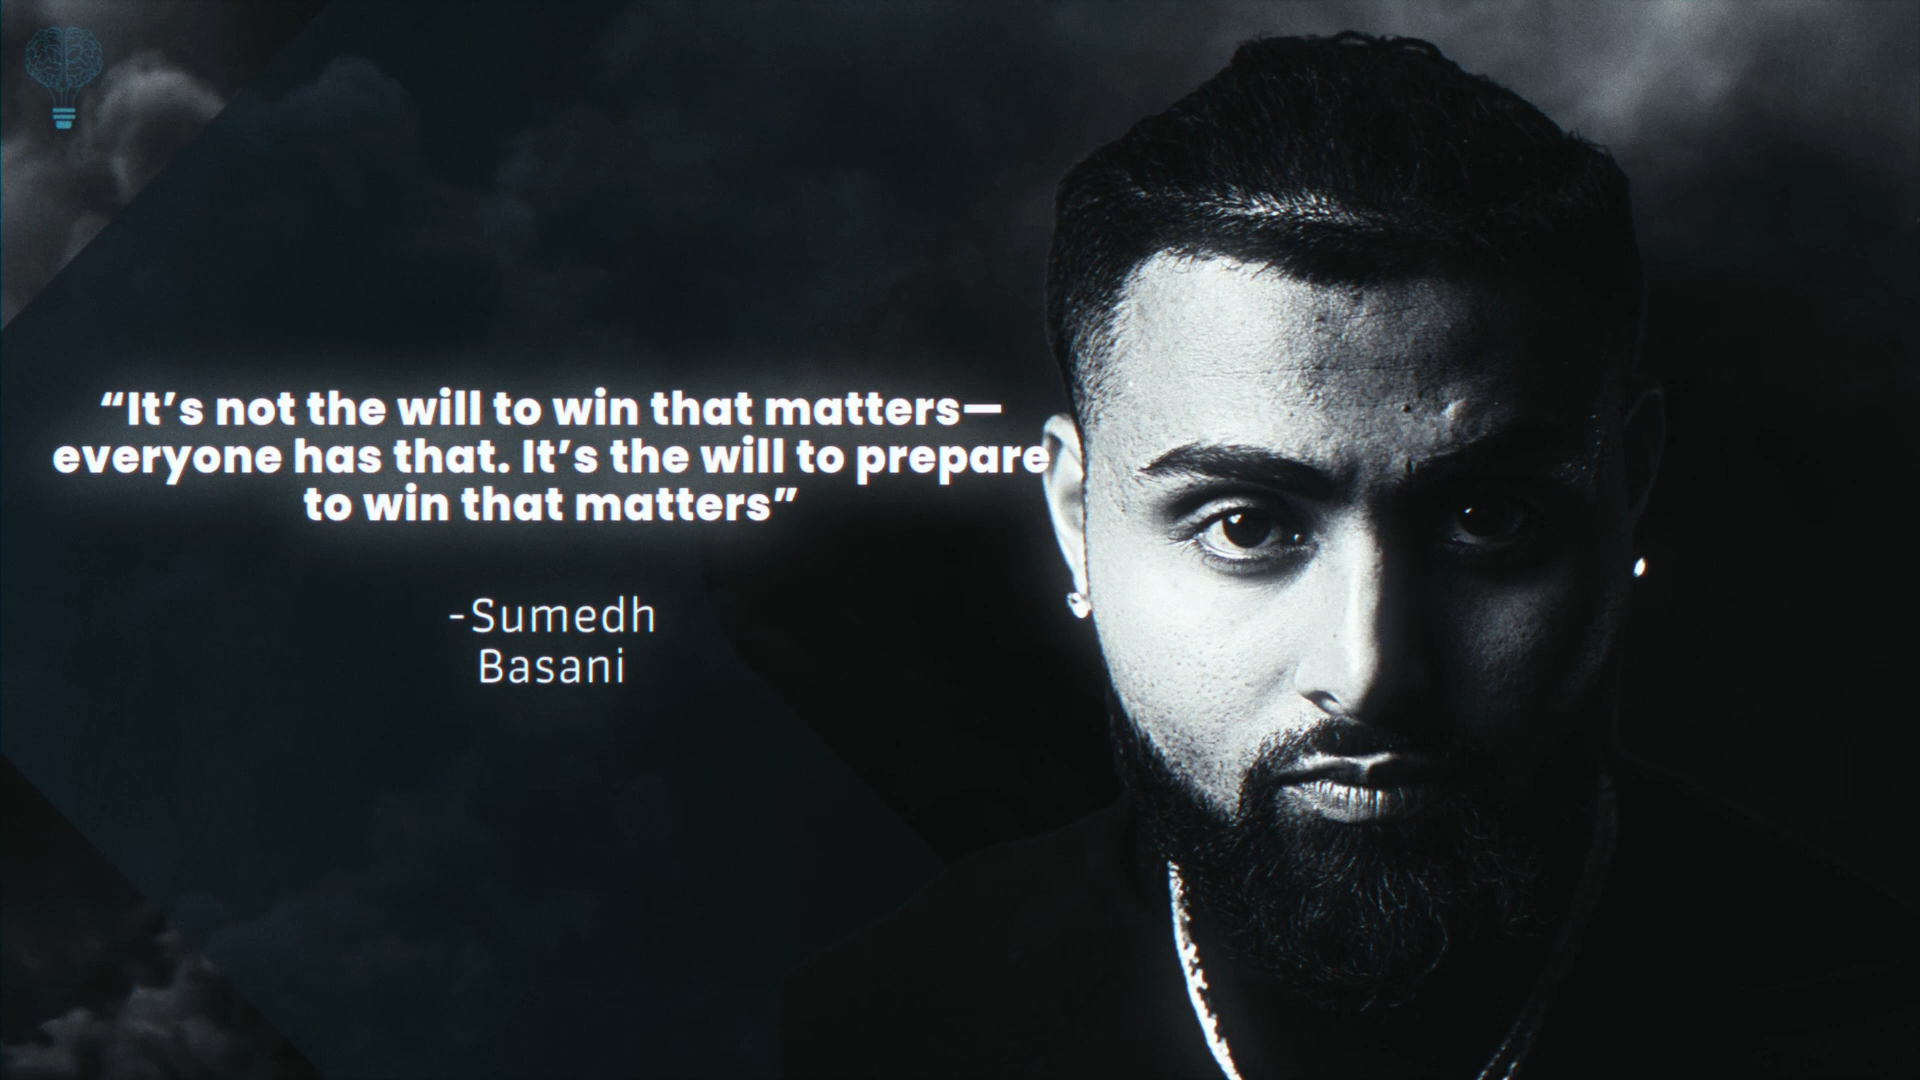 “It’s not the will to win that matters—
everyone has that. It’s the will to prepare
to win that matters”
-Sumedh
Basani